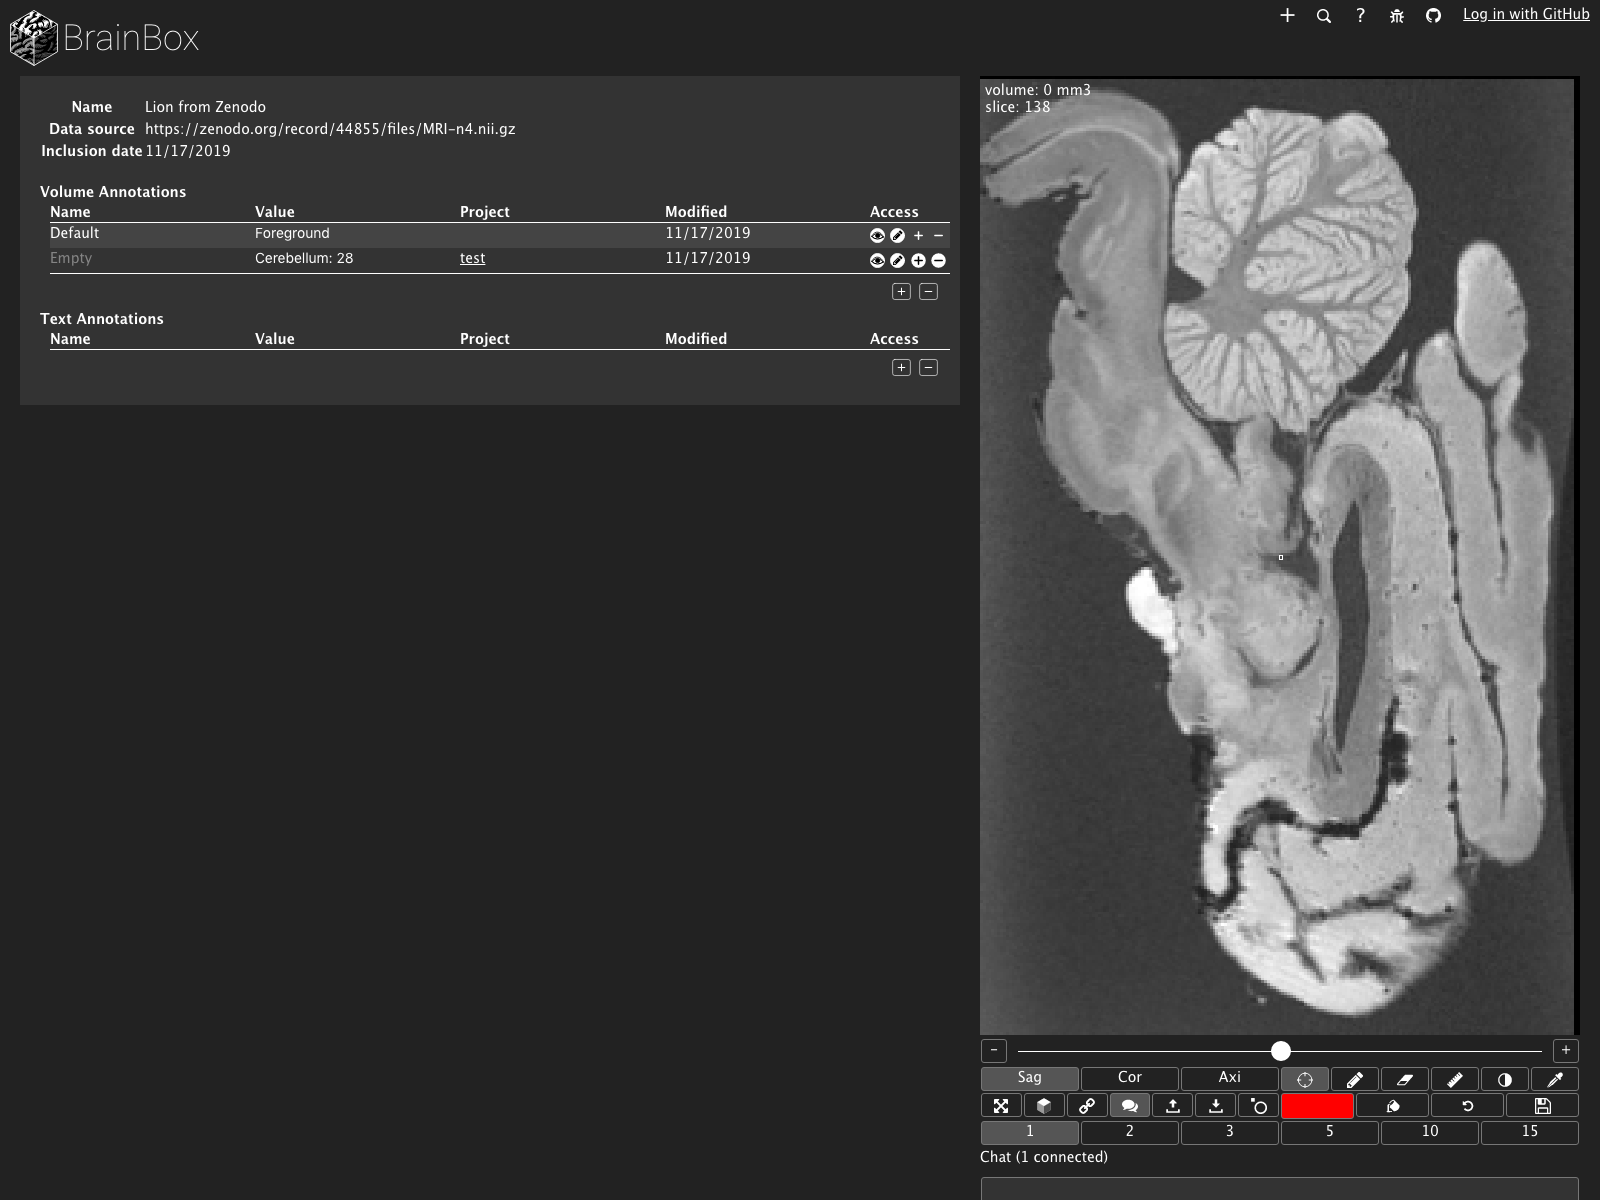 BrainBox
+ ? Log in with GitHub
Name Lion from Zenodo
Data source https://zenodo.org/record/44855/files/MRI-n4.nii.gz
Inclusion date 11/17/2019
Volume Annotations
Name Value Project Modified Access
Default Foreground 11/17/2019 + −
Empty Cerebellum: 28 test 11/17/2019 + −
+ −
Text Annotations
Name Value Project Modified Access
+ −
volume: 0 mm3
slice: 138
- +
Sag Cor Axi
1 2 3 5 10 15
Chat (1 connected)